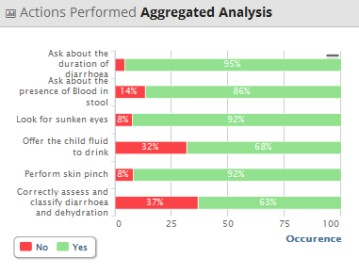 Actions Performed Aggregated Analysis
Ask about the
duration of
diarrhoea
95%
Ask about the
presence of Blood in
stool
14% 86%
Look for sunken eyes 8% 92%
Offer the child fluid
to drink
32% 68%
Perform skin pinch 8% 92%
Correctly assess and
classify diarrhoea
and dehydration
37% 63%
0 25 50 75 100
Occurence
No Yes